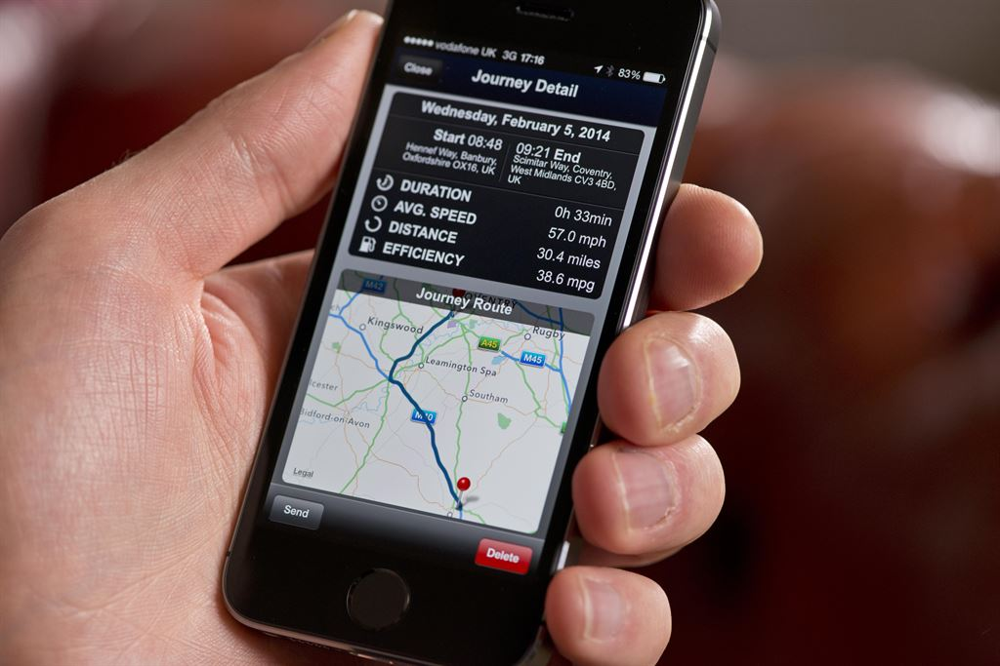 vodafone UK 3G 17:16 83%
Close
Journey Detail
Wednesday, February 5, 2014
Start 08:48
Hennef Way, Banbury,
Oxfordshire OX16, UK
09:21 End
Scimitar Way, Coventry,
West Midlands CV3 4BD,
UK
DURATION 0h 33min
AVG. SPEED 57.0 mph
DISTANCE 30.4 miles
EFFICIENCY 38.6 mpg
Journey Route
M42
COVENTRY
Kingswood
Rugby
A45
M45
Leamington Spa
Southam
cester
M40
Bidford-on-Avon
Legal
Send
Delete